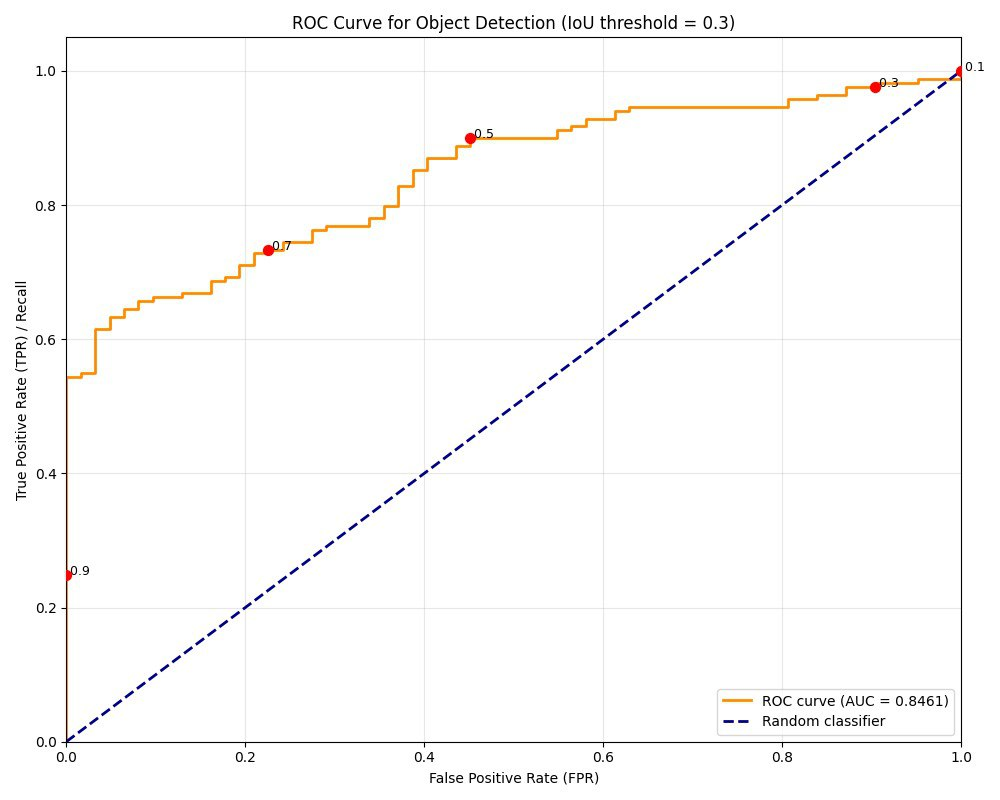 ROC Curve for Object Detection (IoU threshold = 0.3)
True Positive Rate (TPR) / Recall
1.0
0.8
0.6
0.4
0.2
0.0
0.1
0.3
0.5
0.7
0.9
ROC curve (AUC = 0.8461)
Random classifier
0.0 0.2 0.4 0.6 0.8 1.0
False Positive Rate (FPR)